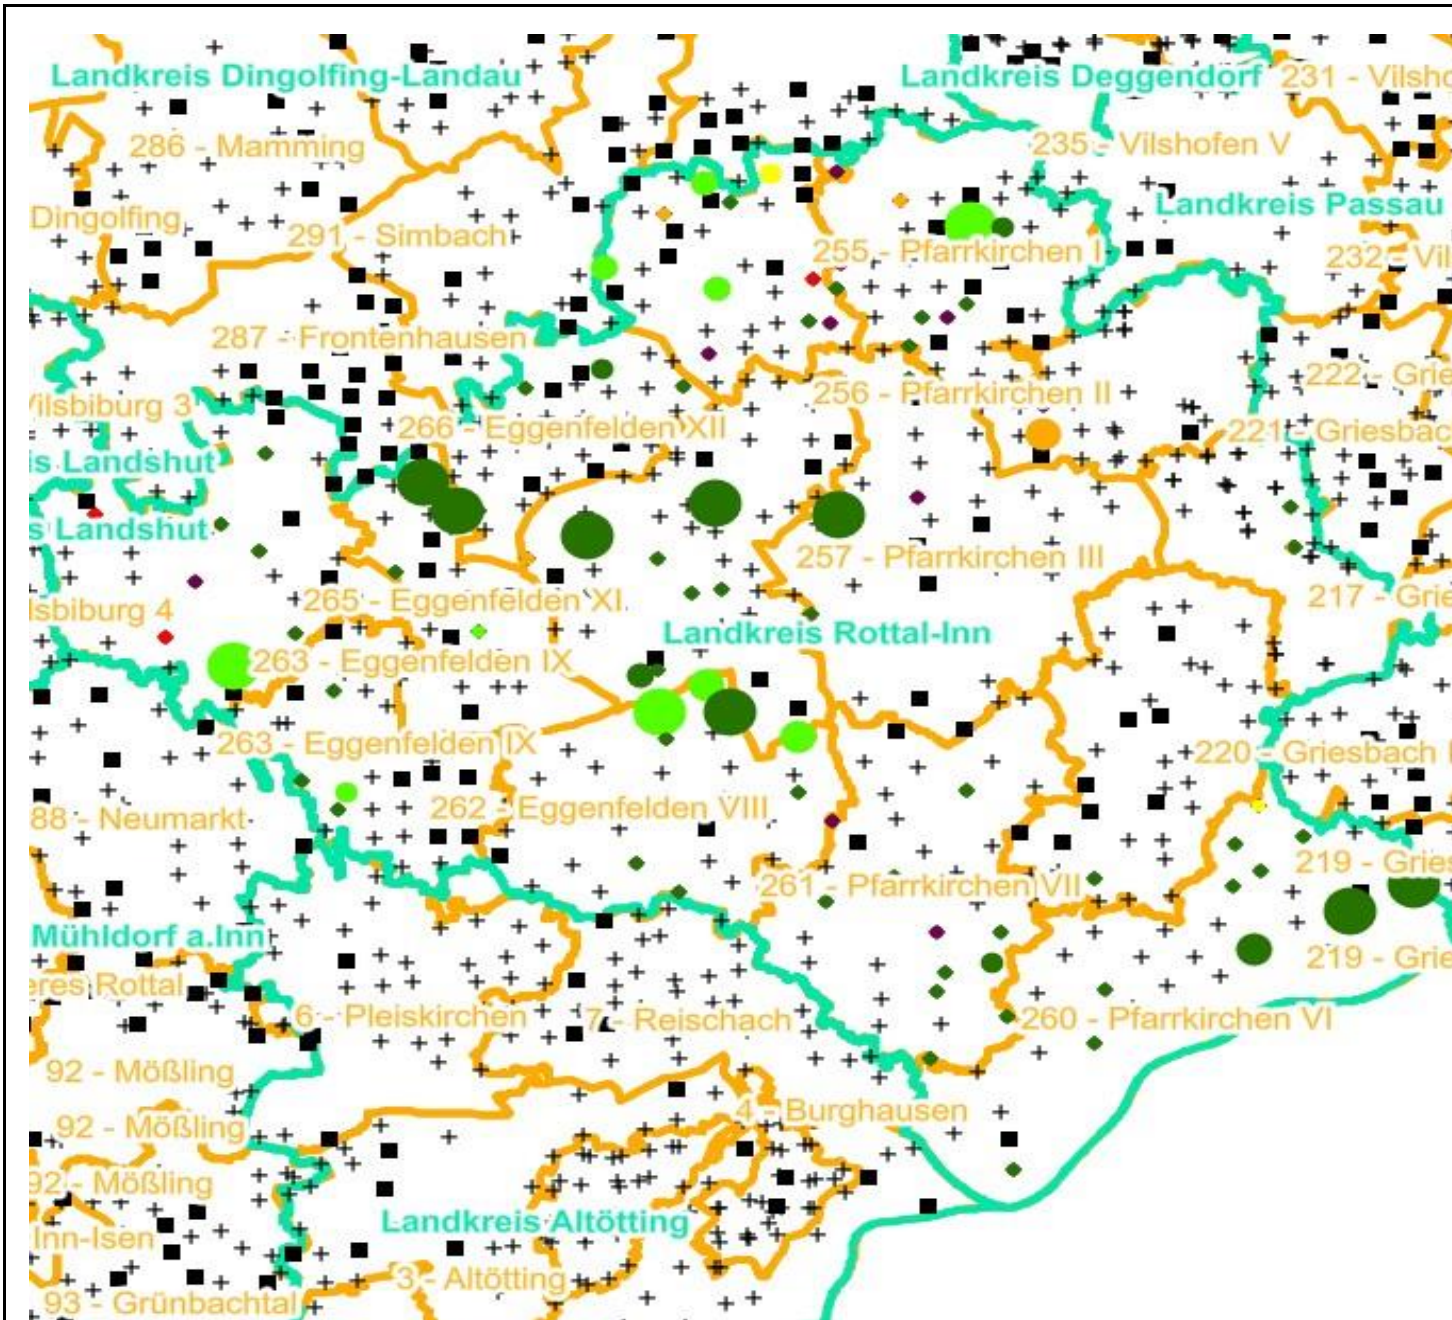 Landkreis Dingolfing-Landau
Landkreis Deggendorf
231 - Vilsho
286 - Mamming
235 - Vilshofen V
Landkreis Passau
Dingolfing
291 - Simbach
255 - Pfarrkirchen I
232 - Vil
287 - Frontenhausen
222 - Grie
256 - Pfarrkirchen II
Vilsbiburg 3
266 - Eggenfelden XII
221 - Griesbac
is Landshut
s Landshut
257 - Pfarrkirchen III
lsbiburg 4
265 - Eggenfelden XI
217 - Grie
Landkreis Rottal-Inn
263 - Eggenfelden IX
263 - Eggenfelden IX
220 - Griesbach
262 - Eggenfelden VIII
88 - Neumarkt
219 - Grie
261 - Pfarrkirchen VII
Mühldorf a.Inn
219 - Grie
eres Rottal
6 - Pleiskirchen
7 - Reischach
260 - Pfarrkirchen VI
92 - Mößling
4 - Burghausen
92 - Mößling
92 - Mößling
Landkreis Altötting
Inn-Isen
3 - Altötting
93 - Grünbachtal